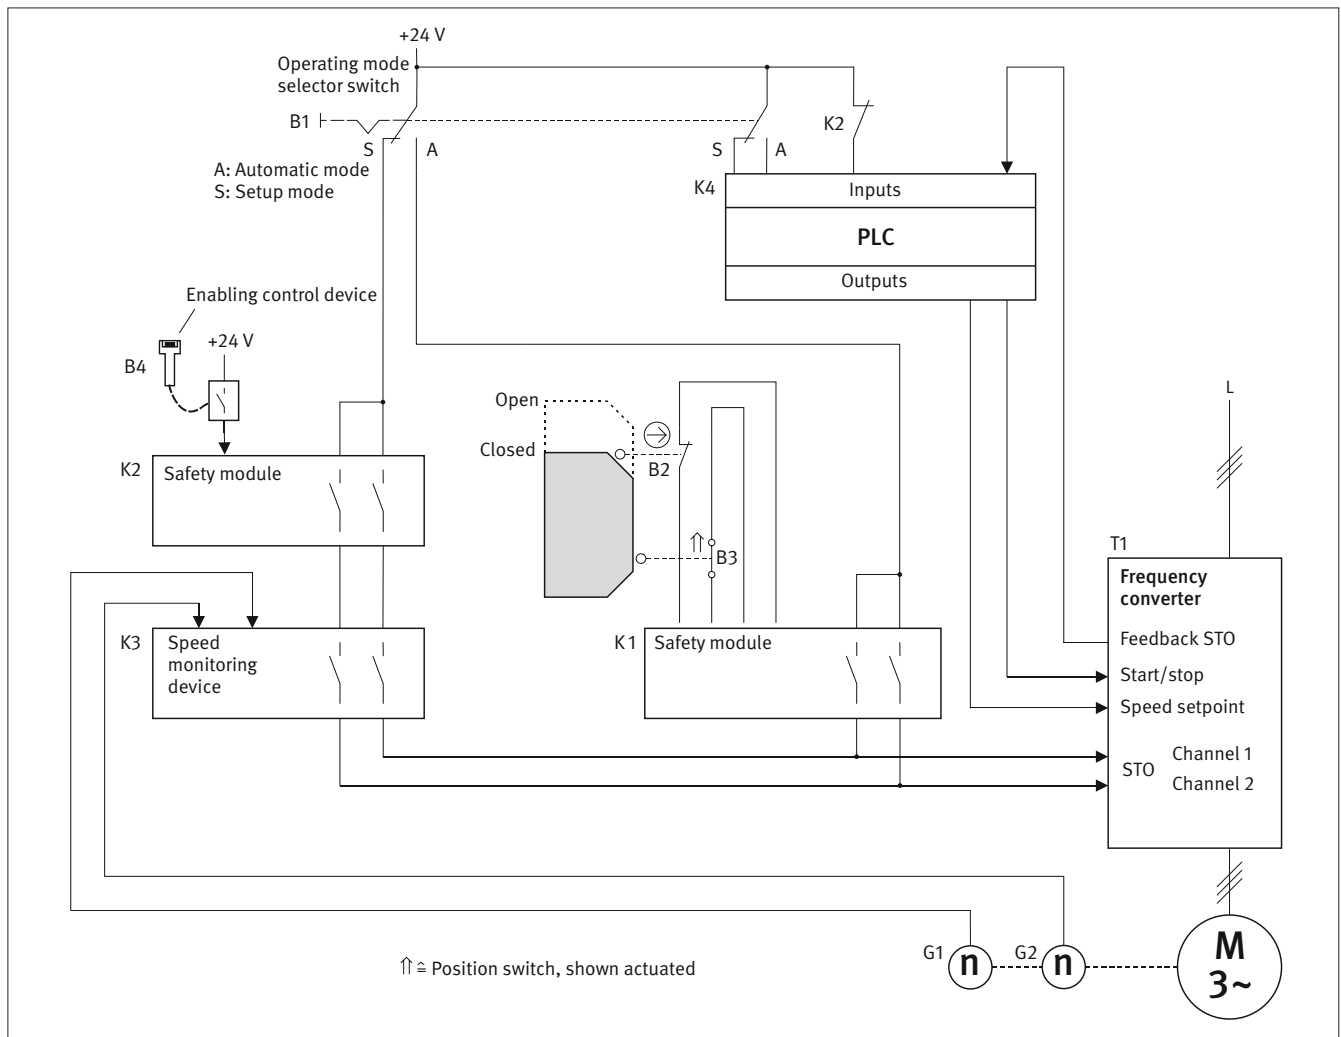 +24 V
Operating mode
selector switch
B1
S
A
A: Automatic mode
S: Setup mode
K2
S
A
K4
Inputs
PLC
Outputs
Enabling control device
+24 V
B4
Open
Closed
B2
L
K2
Safety module
B3
T1
Frequency
converter
K3
Speed
monitoring
device
K1
Safety module
Feedback STO
Start/stop
Speed setpoint
STO
Channel 1
Channel 2
⇑ ≙ Position switch, shown actuated
G1
n
G2
n
M
3~